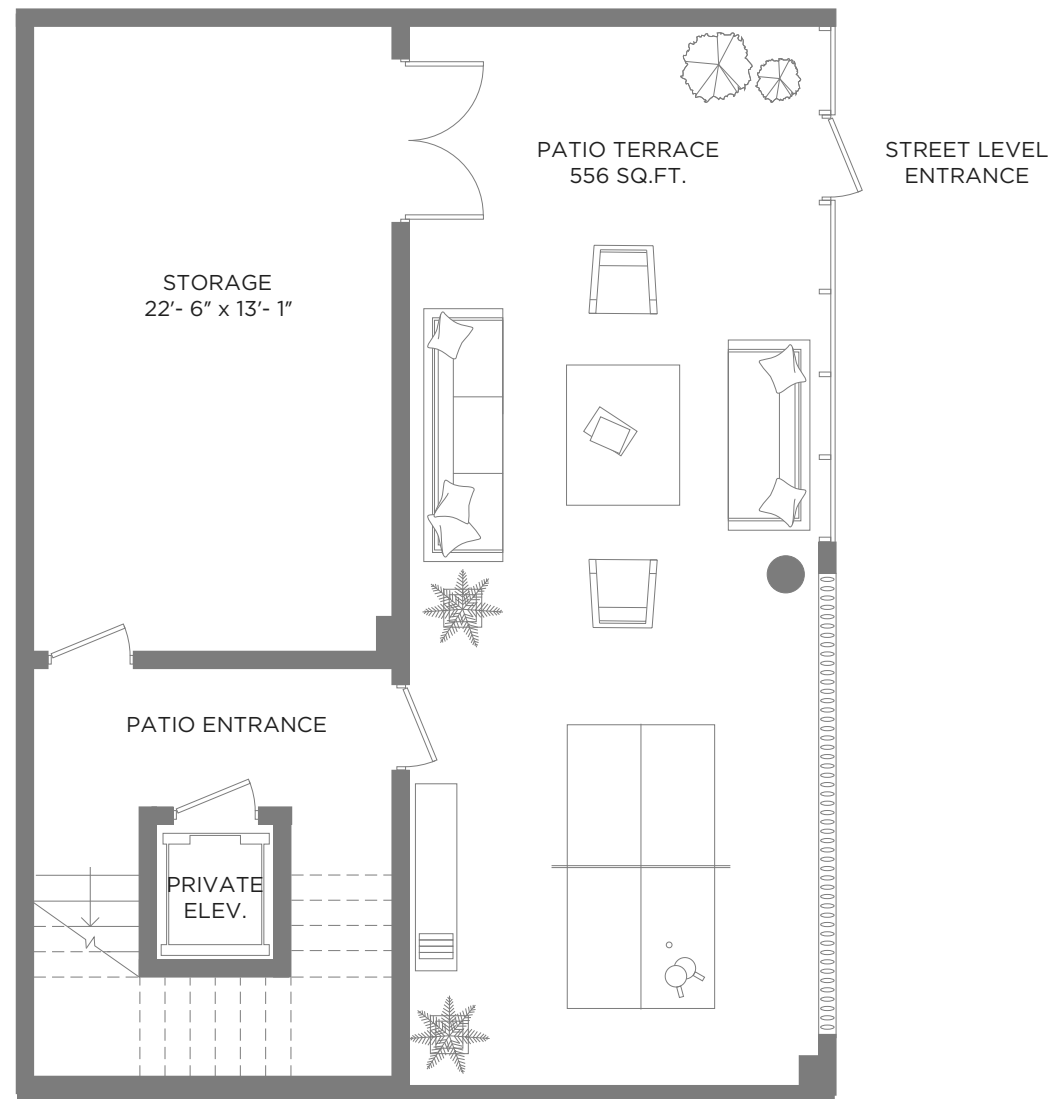 PATIO TERRACE
556 SQ.FT.
STREET LEVEL
ENTRANCE
STORAGE
22'- 6" x 13'- 1"
PATIO ENTRANCE
PRIVATE
ELEV.